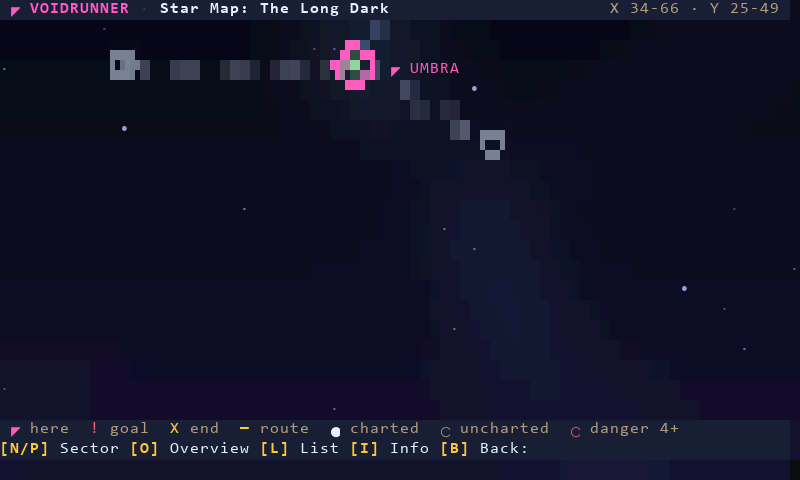 VOIDRUNNER · Star Map: The Long Dark X 34-66 · Y 25-49
UMBRA
here ! goal X end — route charted uncharted danger 4+
[N/P] Sector [O] Overview [L] List [I] Info [B] Back: